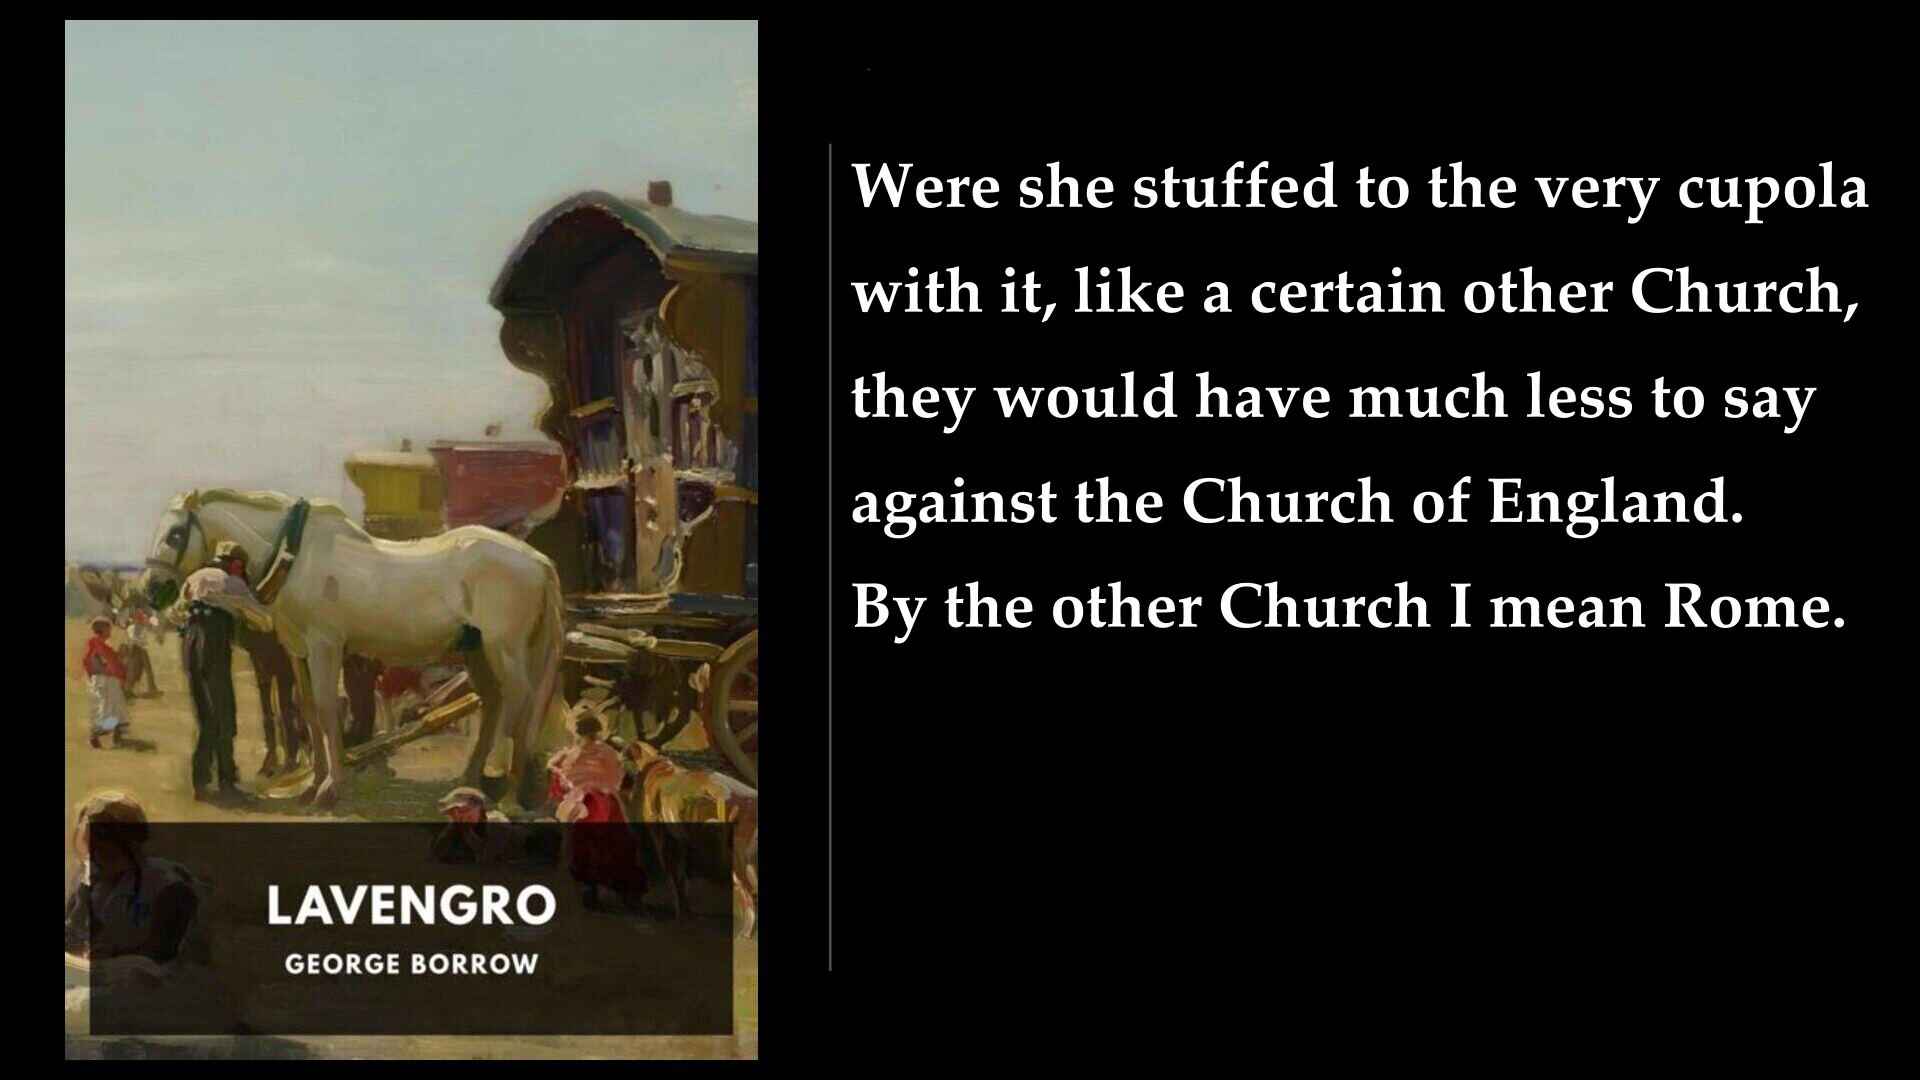 Were she stuffed to the very cupola
with it, like a certain other Church,
they would have much less to say
against the Church of England.
By the other Church I mean Rome.
LAVENGRO
GEORGE BORROW